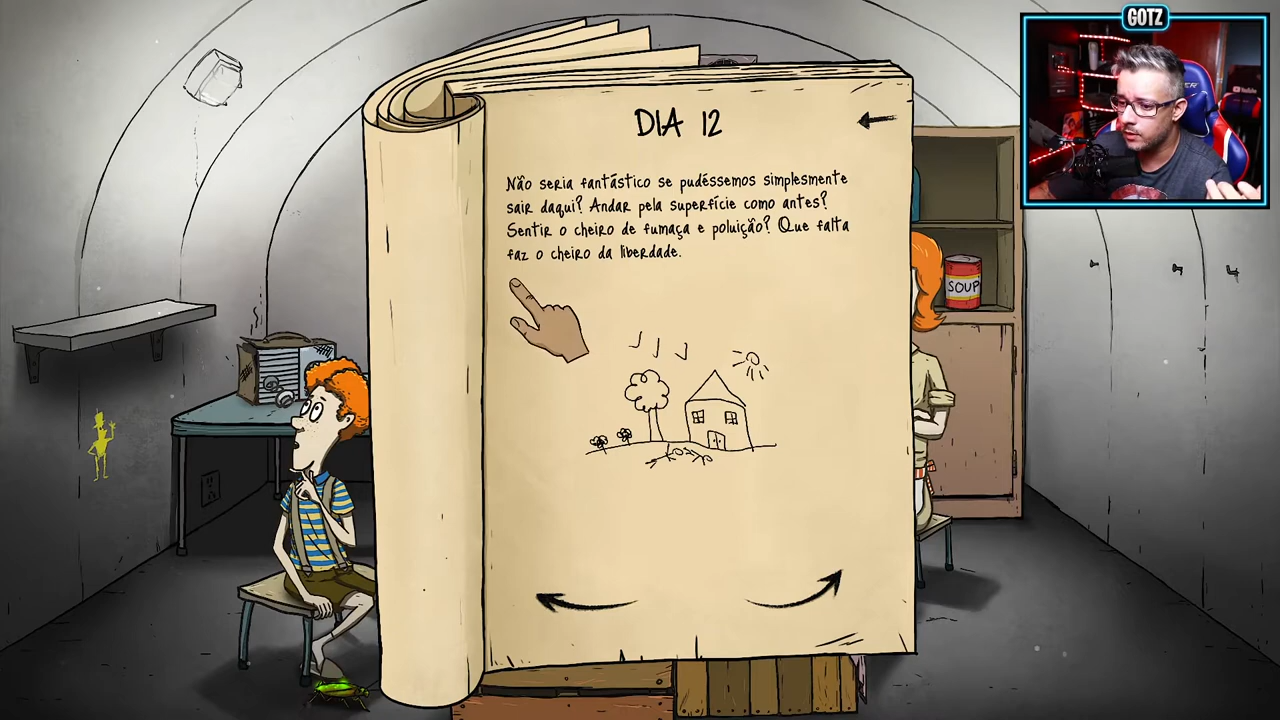 GOTZ
DIA 12
Não seria fantástico se pudéssemos simplesmente
sair daqui? Andar pela superfície como antes?
Sentir o cheiro de fumaça e poluição? Que falta
faz o cheiro da liberdade.
SOUP